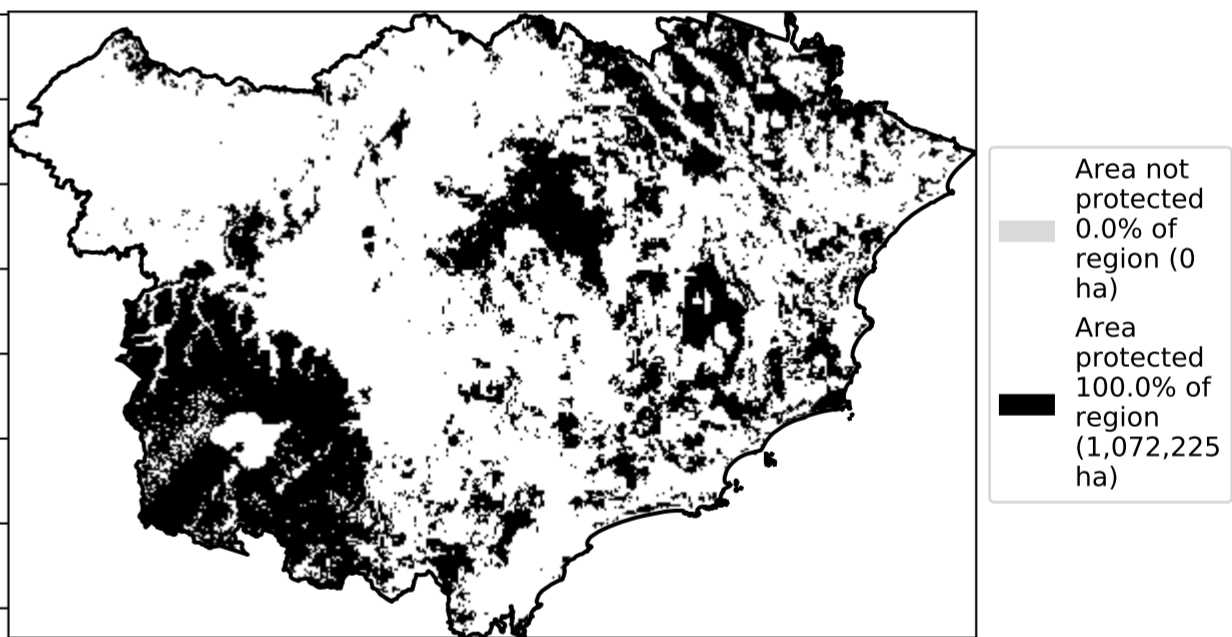 Area not
protected
0.0% of
region (0
ha)
Area
protected
100.0% of
region
(1,072,225
ha)